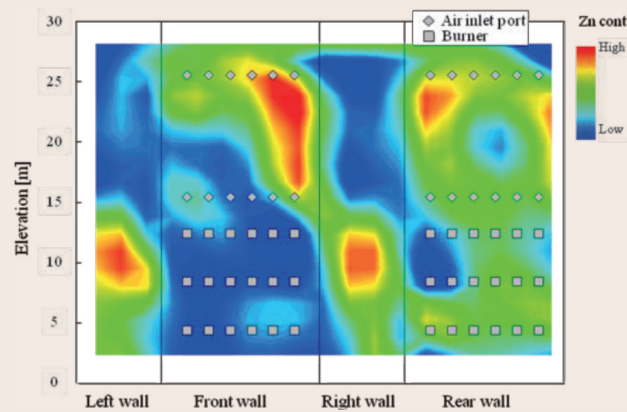 Air inlet port
Burner
Zn cont
High
Low
Elevation [m]
30
25
20
15
10
5
0
Left wall Front wall Right wall Rear wall